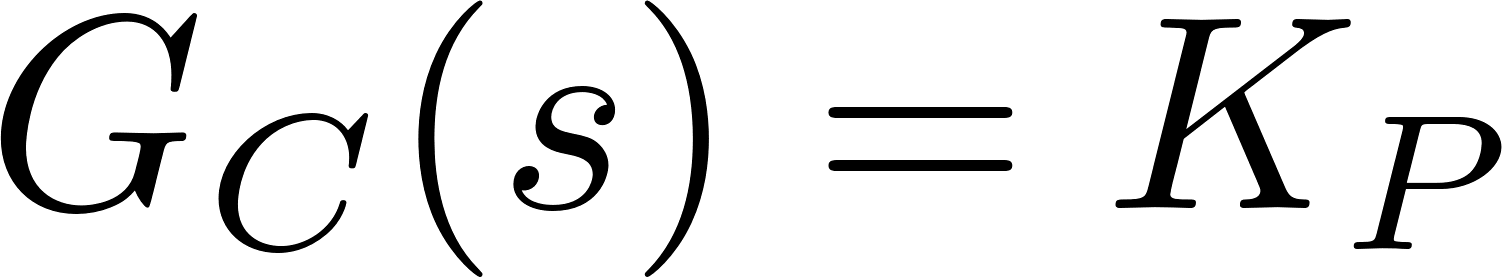 G_C(s) = K_P